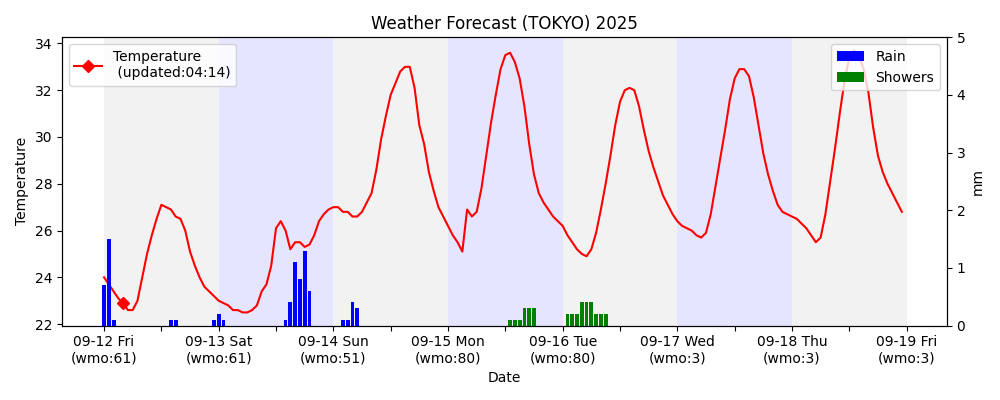 Weather Forecast (TOKYO) 2025
Temperature
(updated:04:14)
Rain
Showers
34
32
30
28
26
24
22
Temperature
5
4
3
2
1
0
mm
09-12 Fri
(wmo:61)
09-13 Sat
(wmo:61)
09-14 Sun
(wmo:51)
09-15 Mon
(wmo:80)
09-16 Tue
(wmo:80)
09-17 Wed
(wmo:3)
09-18 Thu
(wmo:3)
09-19 Fri
(wmo:3)
Date